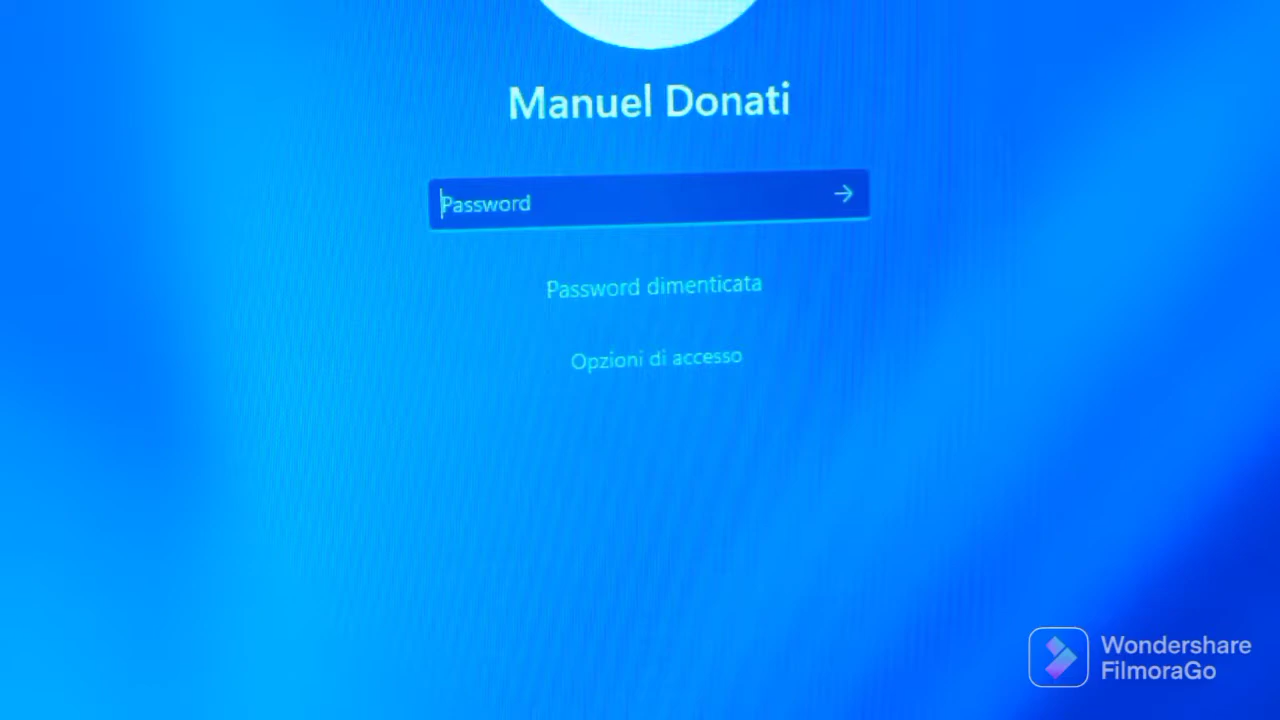 Manuel Donati
Password
Password dimenticata
Opzioni di accesso
Wondershare
FilmoraGo